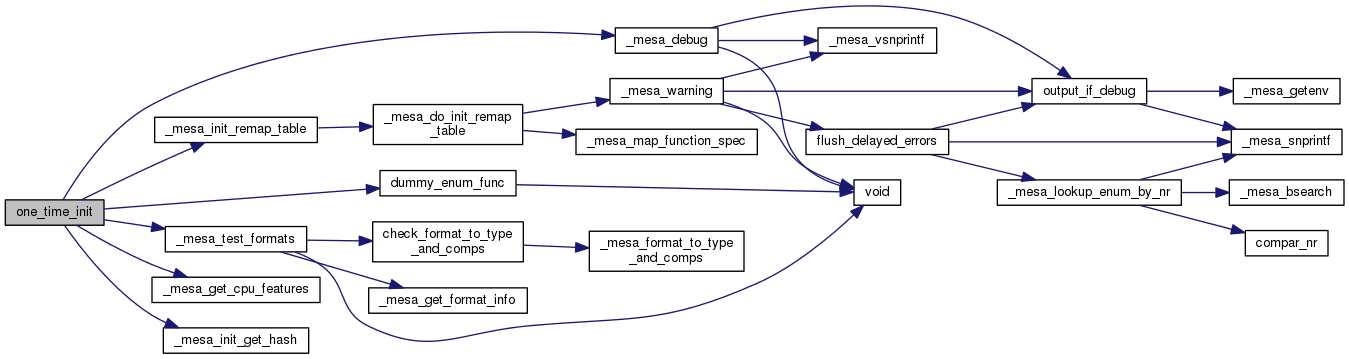 one_time_init
_mesa_init_remap_table
dummy_enum_func
_mesa_test_formats
_mesa_get_cpu_features
_mesa_init_get_hash
_mesa_do_init_remap
_table
check_format_to_type
_and_comps
_mesa_get_format_info
_mesa_debug
_mesa_warning
_mesa_map_function_spec
_mesa_format_to_type
_and_comps
_mesa_vsnprintf
flush_delayed_errors
void
output_if_debug
_mesa_lookup_enum_by_nr
_mesa_getenv
_mesa_snprintf
_mesa_bsearch
compar_nr